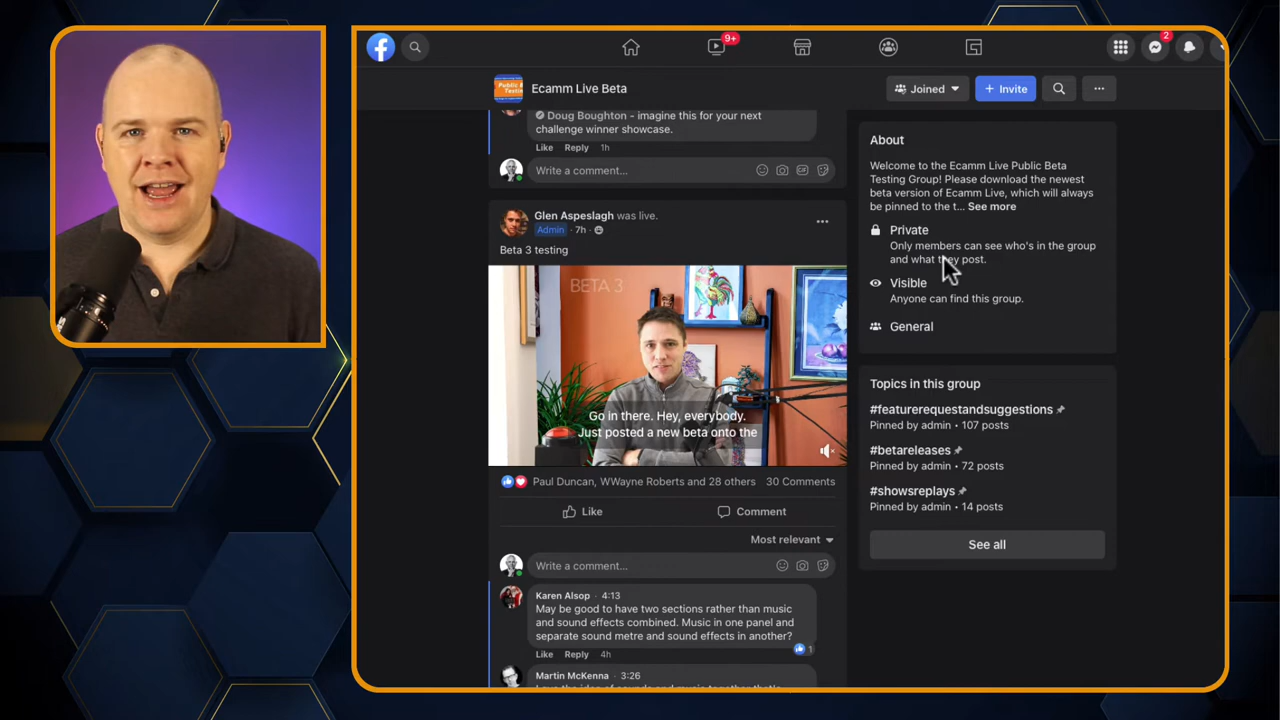 9+
2
Ecamm Live Beta
Joined
+ Invite
Doug Boughton - imagine this for your next
challenge winner showcase.
Like Reply 1h
Write a comment...
Glen Aspeslagh was live.
Admin · 7h ·
Beta 3 testing
BETA 3
Go in there. Hey, everybody.
Just posted a new beta onto the
Paul Duncan, WWayne Roberts and 28 others 30 Comments
Like Comment
Most relevant
Write a comment...
Karen Alsop · 4:13
May be good to have two sections rather than music
and sound effects combined. Music in one panel and
separate sound metre and sound effects in another?
1
Like Reply 4h
Martin McKenna · 3:26
About
Welcome to the Ecamm Live Public Beta
Testing Group! Please download the newest
beta version of Ecamm Live, which will always
be pinned to the t... See more
Private
Only members can see who's in the group
and what they post.
Visible
Anyone can find this group.
General
Topics in this group
#featurerequestandsuggestions
Pinned by admin • 107 posts
#betareleases
Pinned by admin • 72 posts
#showsreplays
Pinned by admin • 14 posts
See all